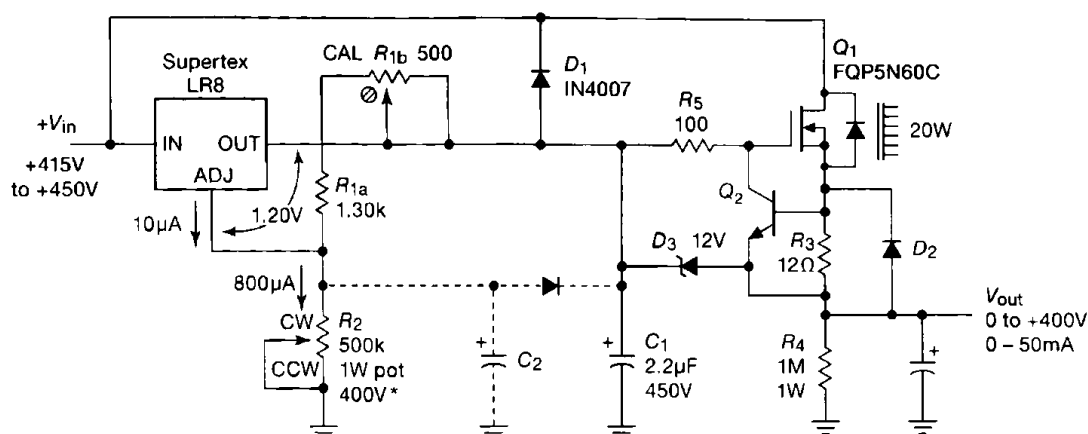 Supertex
LR8
CAL R1b 500
D1
IN4007
Q1
FQP5N60C
20W
R5
100
+Vin
+415V
to +450V
IN OUT
ADJ
10µA
1.20V
R1a
1.30k
Q2
D3 12V
R3
12Ω
D2
800µA
CW
CCW
R2
500k
1W pot
400V*
+
C2
+
C1
2.2µF
450V
R4
1M
1W
+
Vout
0 to +400V
0 – 50mA